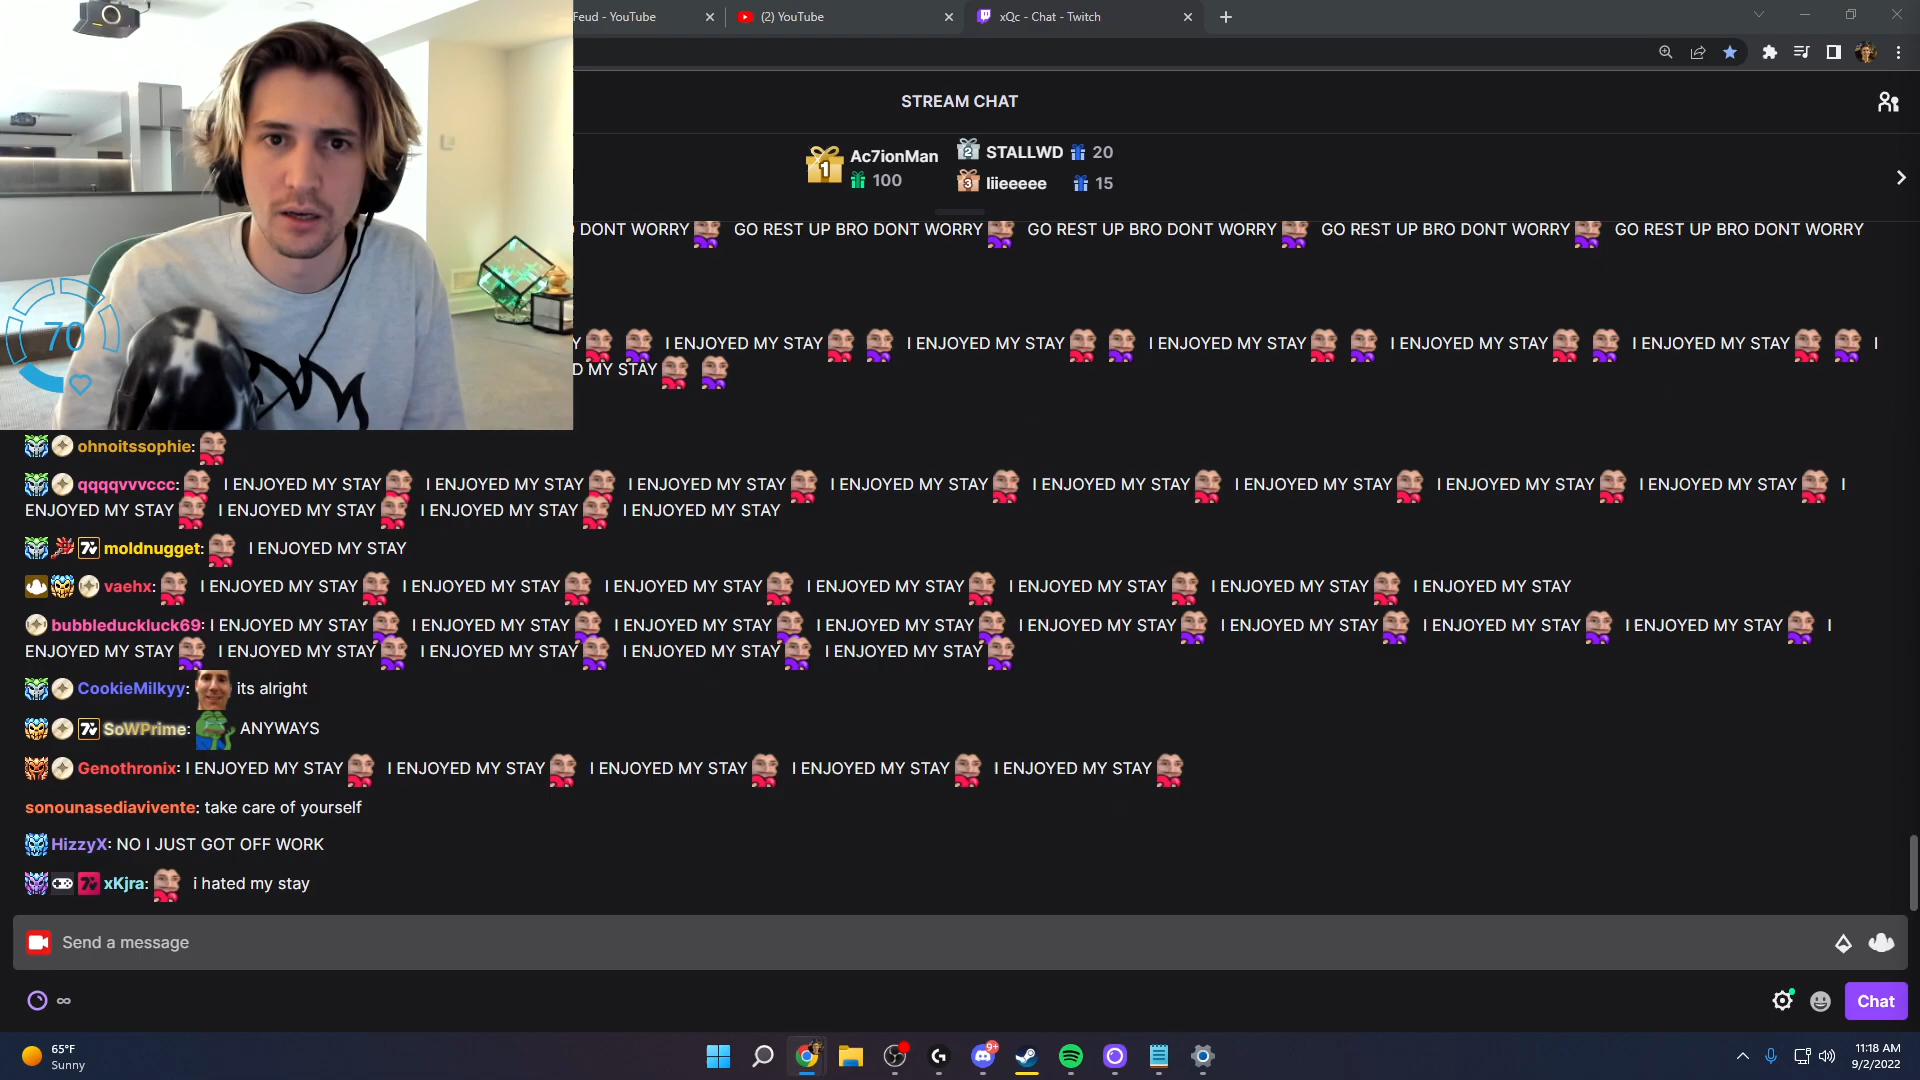 Feud - YouTube
(2) YouTube
xQc - Chat - Twitch
STREAM CHAT
1 Ac7ionMan 100
2 STALLWD 20
3 liieeeee 15
DONT WORRY GO REST UP BRO DONT WORRY GO REST UP BRO DONT WORRY GO REST UP BRO DONT WORRY GO REST UP BRO DONT WORRY
I ENJOYED MY STAY I ENJOYED MY STAY I ENJOYED MY STAY I ENJOYED MY STAY I ENJOYED MY STAY I
MY STAY
70
ohnoitssophie:
qqqqvvvccc: I ENJOYED MY STAY I ENJOYED MY STAY I ENJOYED MY STAY I ENJOYED MY STAY I ENJOYED MY STAY I ENJOYED MY STAY I ENJOYED MY STAY I ENJOYED MY STAY I
ENJOYED MY STAY I ENJOYED MY STAY I ENJOYED MY STAY I ENJOYED MY STAY
moldnugget: I ENJOYED MY STAY
vaehx: I ENJOYED MY STAY I ENJOYED MY STAY I ENJOYED MY STAY I ENJOYED MY STAY I ENJOYED MY STAY I ENJOYED MY STAY I ENJOYED MY STAY
bubbleduckluck69: I ENJOYED MY STAY I ENJOYED MY STAY I ENJOYED MY STAY I ENJOYED MY STAY I ENJOYED MY STAY I ENJOYED MY STAY I ENJOYED MY STAY I ENJOYED MY STAY I
ENJOYED MY STAY I ENJOYED MY STAY I ENJOYED MY STAY I ENJOYED MY STAY I ENJOYED MY STAY
CookieMilkyy: its alright
SoWPrime: ANYWAYS
Genothronix: I ENJOYED MY STAY I ENJOYED MY STAY I ENJOYED MY STAY I ENJOYED MY STAY I ENJOYED MY STAY
sonounasediavivente: take care of yourself
HizzyX: NO I JUST GOT OFF WORK
xKjra: i hated my stay
Send a message
∞
Chat
65°F
Sunny
9+
11:18 AM
9/2/2022